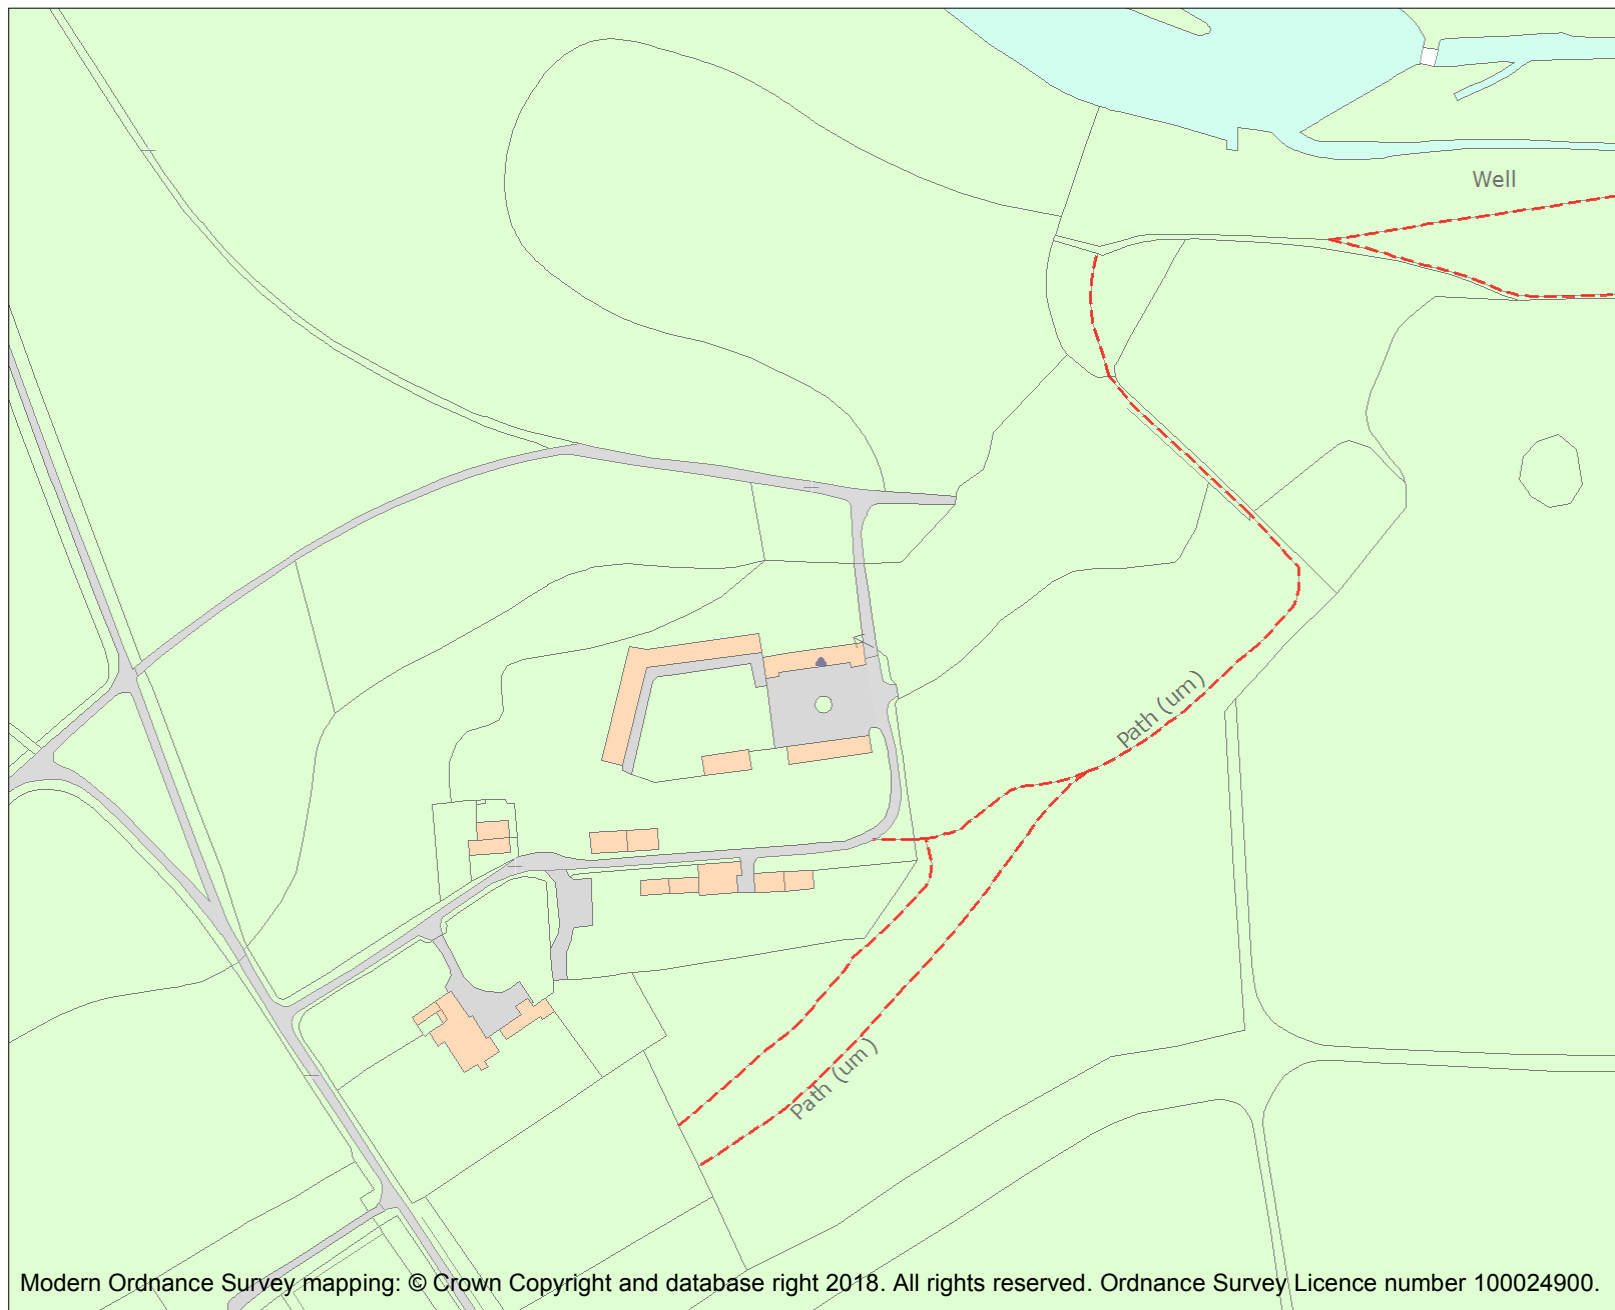 Well
Path (um)
Path (um)
Modern Ordnance Survey mapping: © Crown Copyright and database right 2018. All rights reserved. Ordnance Survey Licence number 100024900.